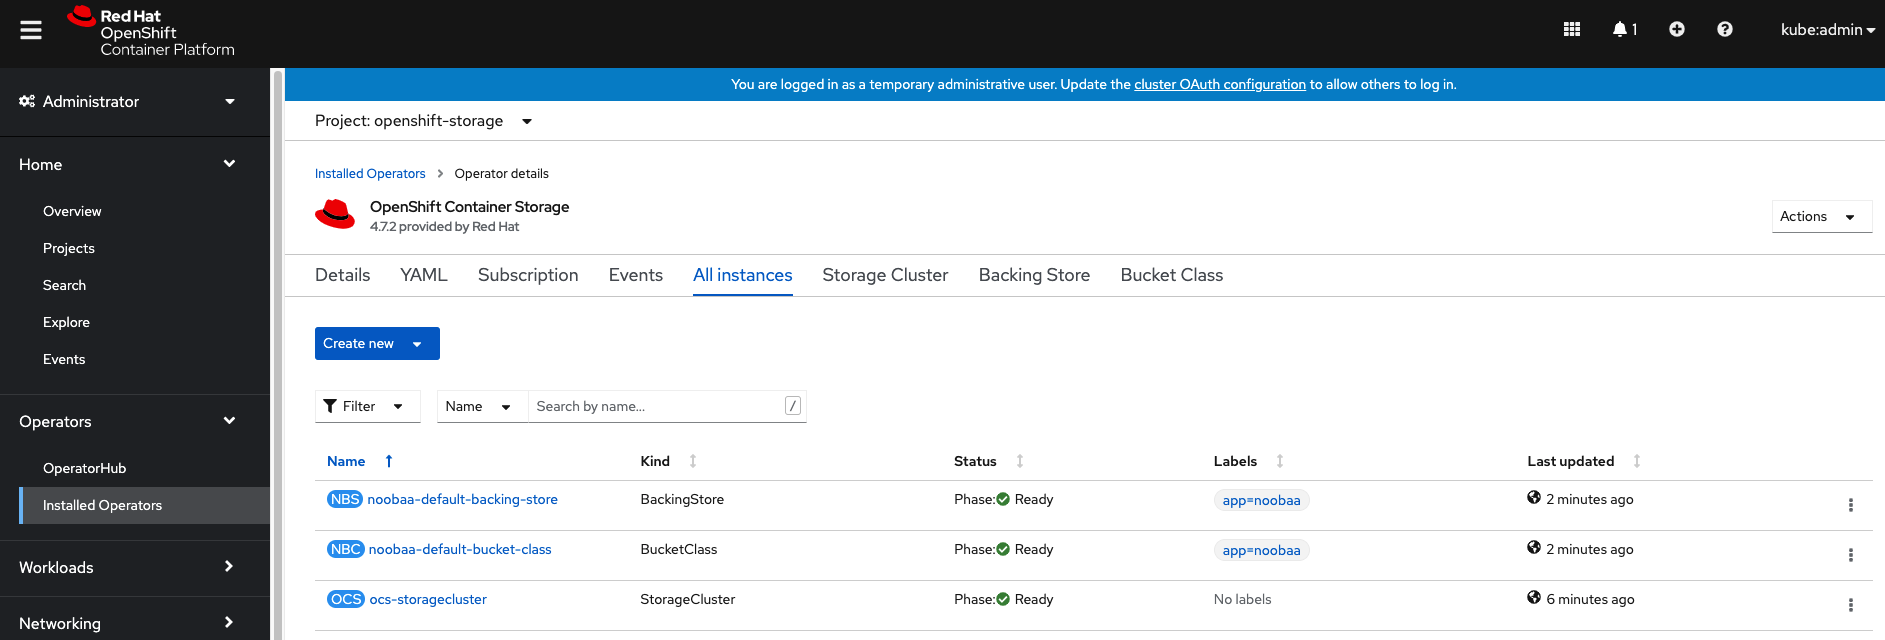 Red Hat
OpenShift
Container Platform
1
kube:admin
Administrator
Home
Overview
Projects
Search
Explore
Events
Operators
OperatorHub
Installed Operators
Workloads
Networking
You are logged in as a temporary administrative user. Update the cluster OAuth configuration to allow others to log in.
Project: openshift-storage
Installed Operators > Operator details
OpenShift Container Storage
4.7.2 provided by Red Hat
Actions
Details YAML Subscription Events All instances Storage Cluster Backing Store Bucket Class
Create new
Filter Name Search by name... /
Name Kind Status Labels Last updated
NBS noobaa-default-backing-store BackingStore Phase: Ready app=noobaa 2 minutes ago
NBC noobaa-default-bucket-class BucketClass Phase: Ready app=noobaa 2 minutes ago
OCS ocs-storagecluster StorageCluster Phase: Ready No labels 6 minutes ago